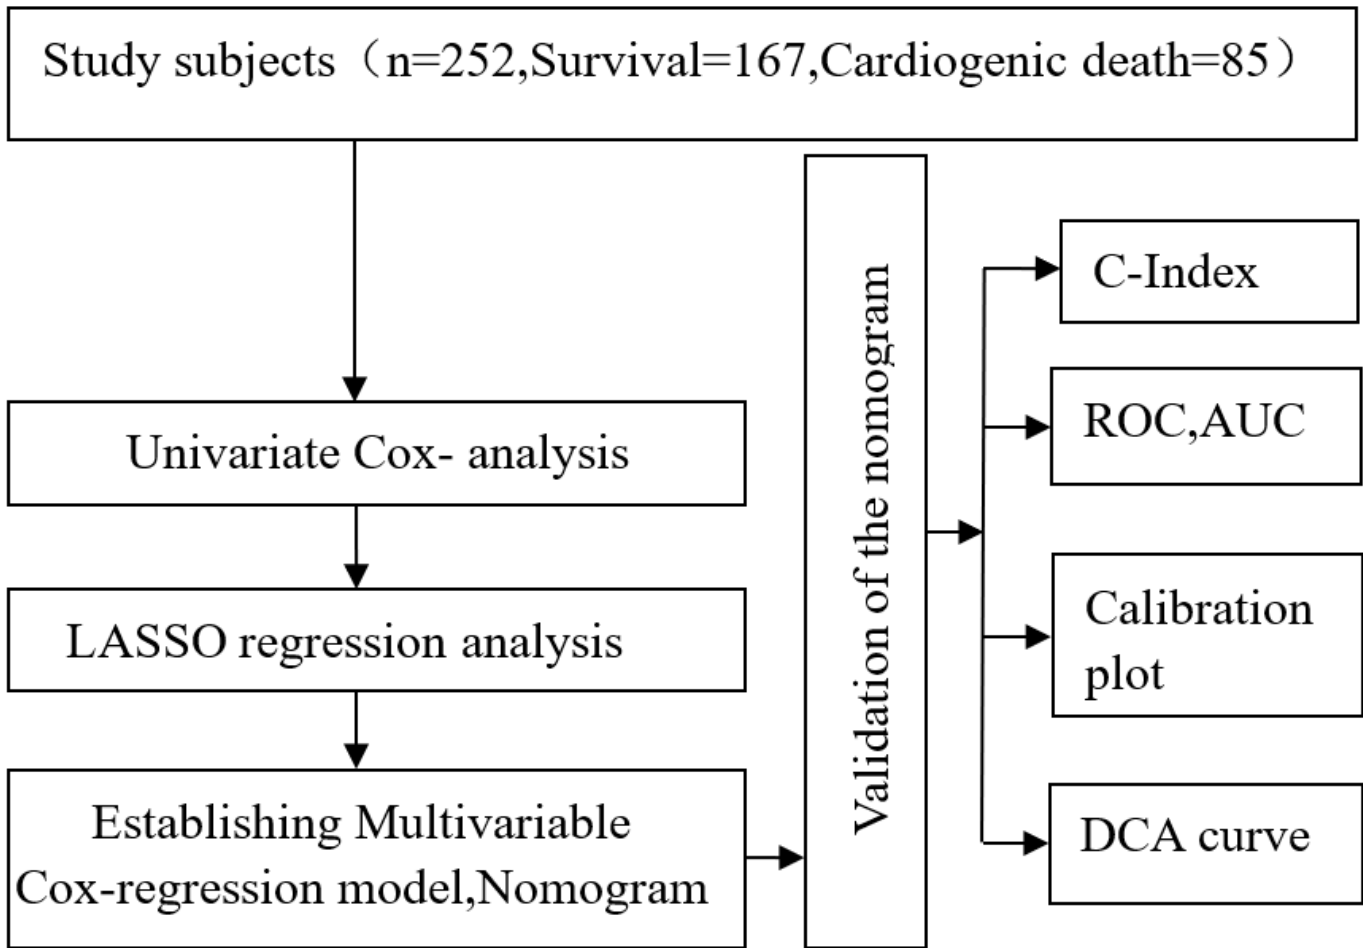 Study subjects（n=252,Survival=167,Cardiogenic death=85）
Univariate Cox- analysis
LASSO regression analysis
Establishing Multivariable
Cox-regression model,Nomogram
Validation of the nomogram
C-Index
ROC,AUC
Calibration
plot
DCA curve